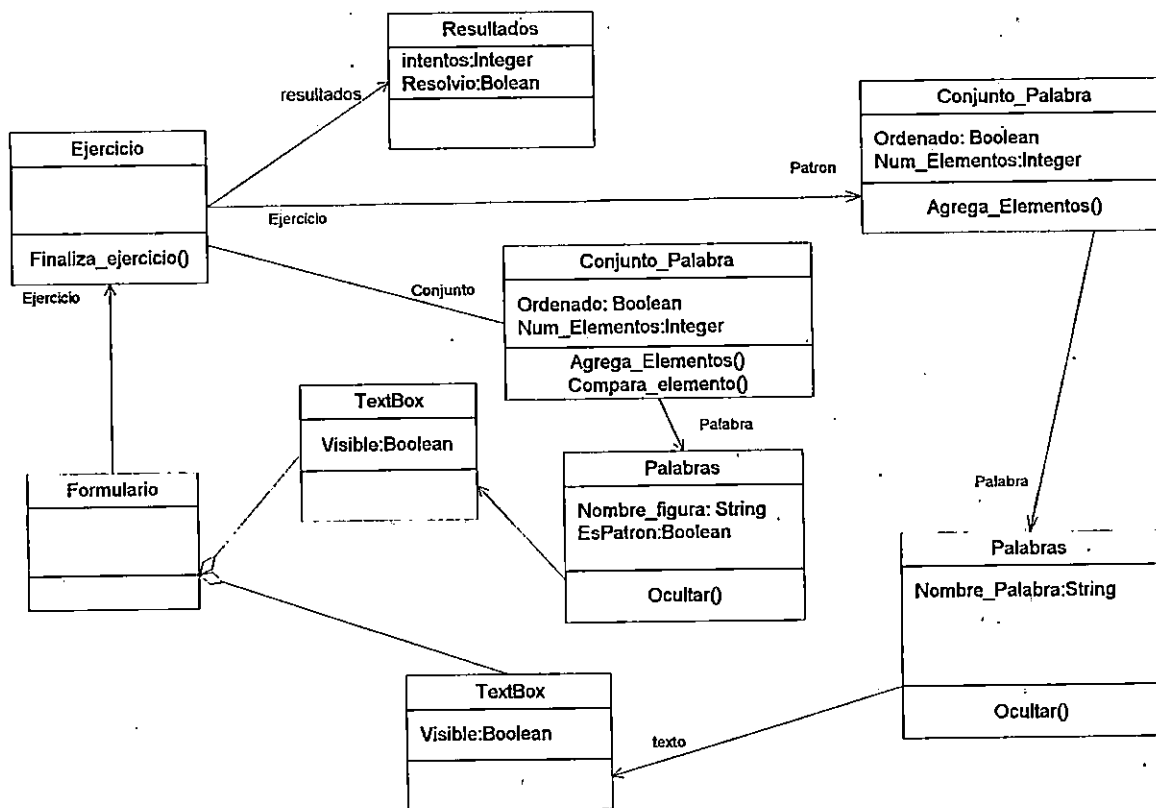 Resultados
intentos:Integer
Resolvio:Bolean
resultados
Conjunto_Palabra
Ordenado: Boolean
Num_Elementos:Integer
Agrega_Elementos()
Ejercicio
Finaliza_ejercicio()
Patron
Ejercicio
Ejercicio
Conjunto
Conjunto_Palabra
Ordenado: Boolean
Num_Elementos:Integer
Agrega_Elementos()
Compara_elemento()
TextBox
Visible:Boolean
Palabra
Palabras
Nombre_figura: String
EsPatron:Boolean
Ocultar()
Formulario
Palabra
Palabras
Nombre_Palabra:String
Ocultar()
TextBox
Visible:Boolean
texto